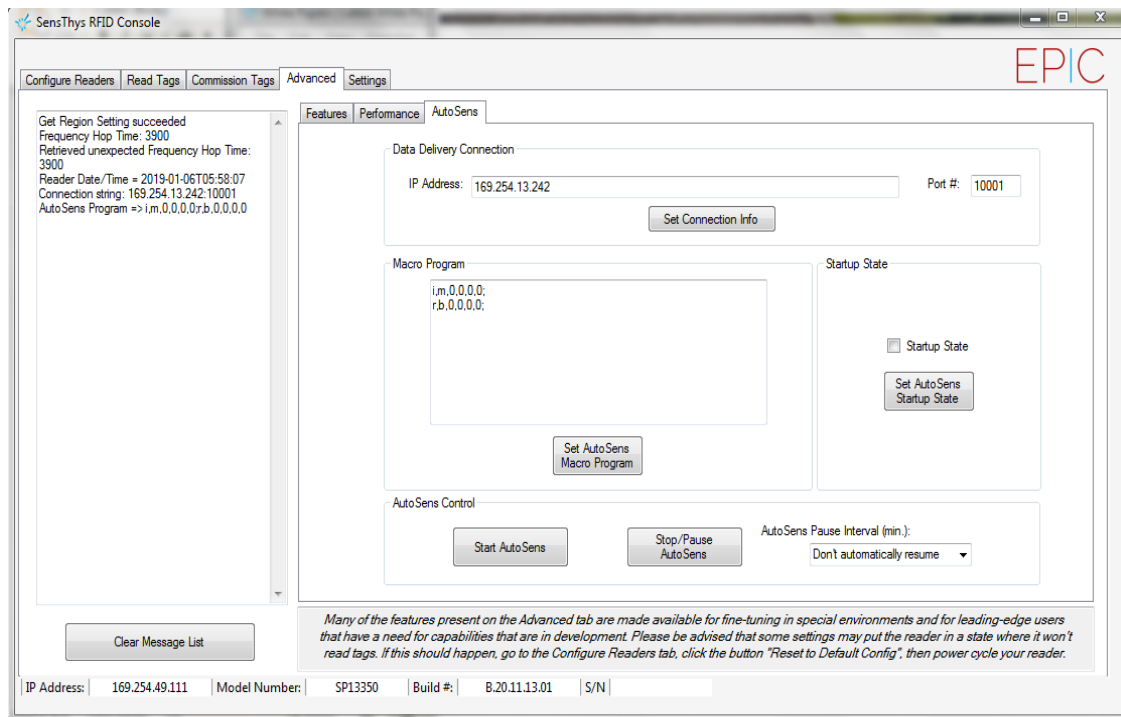 SensThys RFID Console
EPIC
Configure Readers Read Tags Commission Tags Advanced Settings
Get Region Setting succeeded
Frequency Hop Time: 3900
Retrieved unexpected Frequency Hop Time:
3900
Reader Date/Time = 2019-01-06T05:58:07
Connection string: 169.254.13.242:10001
AutoSens Program => i,m,0,0,0,0;r,b,0,0,0,0
Clear Message List
Features Performance AutoSens
Data Delivery Connection
IP Address: 169.254.13.242 Port #: 10001
Set Connection Info
Macro Program
i,m,0,0,0,0;
r,b,0,0,0,0;
Set AutoSens
Macro Program
Startup State
Startup State
Set AutoSens
Startup State
AutoSens Control
Start AutoSens
Stop/Pause
AutoSens
AutoSens Pause Interval (min.):
Don't automatically resume
Many of the features present on the Advanced tab are made available for fine-tuning in special environments and for leading-edge users
that have a need for capabilities that are in development. Please be advised that some settings may put the reader in a state where it won't
read tags. If this should happen, go to the Configure Readers tab, click the button "Reset to Default Config", then power cycle your reader.
IP Address: 169.254.49.111 Model Number: SP13350 Build #: B.20.11.13.01 S/N